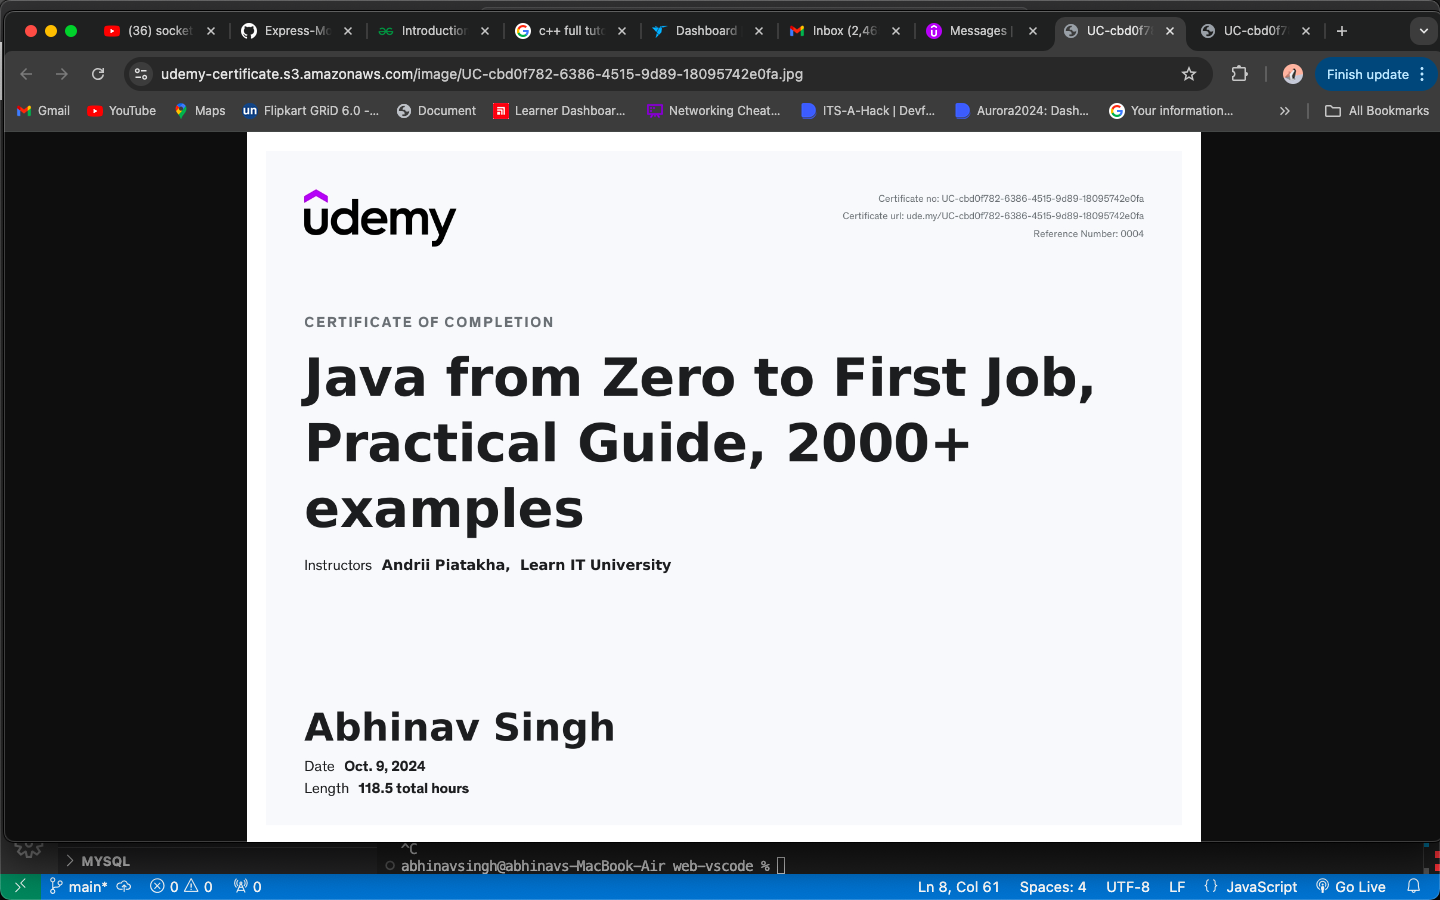 (36) socket
Express-Mo
Introduction
c++ full tuto
Dashboard
Inbox (2,46
Messages |
UC-cbd0f78
UC-cbd0f78
udemy-certificate.s3.amazonaws.com/image/UC-cbd0f782-6386-4515-9d89-18095742e0fa.jpg
Finish update
Gmail
YouTube
Maps
un Flipkart GRiD 6.0 -...
Document
Learner Dashboar...
Networking Cheat...
ITS-A-Hack | Devf...
Aurora2024: Dash...
Your information...
All Bookmarks
udemy
Certificate no: UC-cbd0f782-6386-4515-9d89-18095742e0fa
Certificate url: ude.my/UC-cbd0f782-6386-4515-9d89-18095742e0fa
Reference Number: 0004
CERTIFICATE OF COMPLETION
Java from Zero to First Job,
Practical Guide, 2000+
examples
Instructors Andrii Piatakha, Learn IT University
Abhinav Singh
Date Oct. 9, 2024
Length 118.5 total hours
^C
MYSQL
abhinavsingh@abhinavs-MacBook-Air web-vscode %
main* 0 0 0 Ln 8, Col 61 Spaces: 4 UTF-8 LF {} JavaScript Go Live